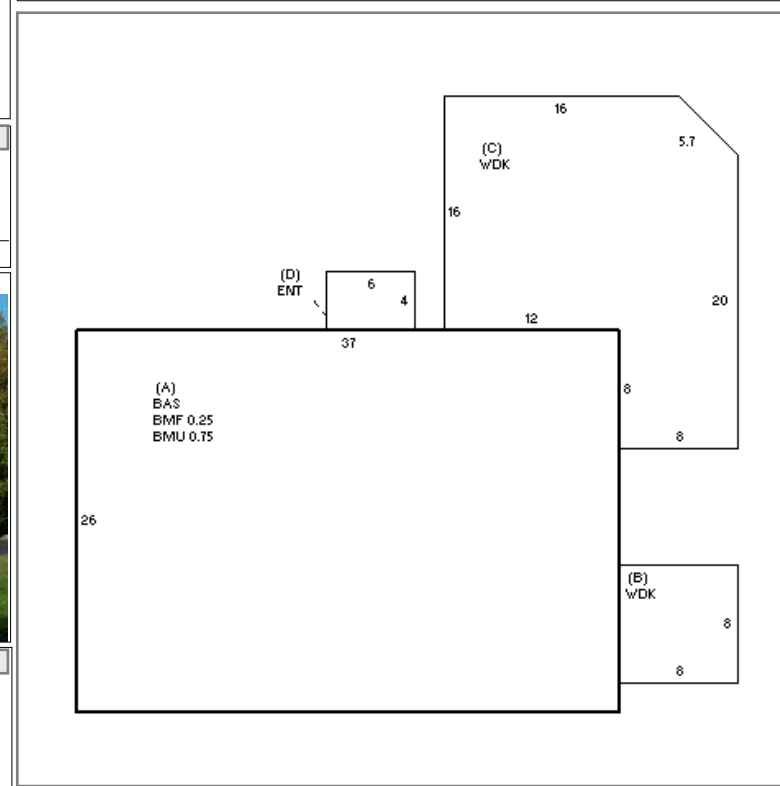 16
(C)
WDK
5.7
16
(D)
ENT
6
4
20
12
37
(A)
BAS
BMF 0.25
BMU 0.75
8
8
26
(B)
WDK
8
8